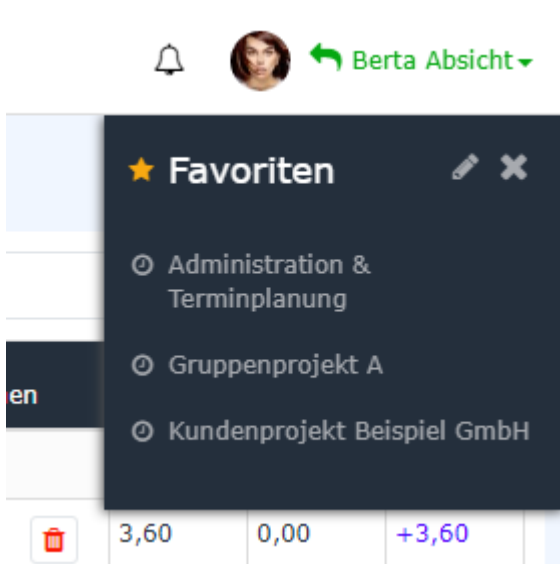 Berta Absicht
Favoriten
Administration &
Terminplanung
Gruppenprojekt A
en
Kundenprojekt Beispiel GmbH
3,60 0,00 +3,60